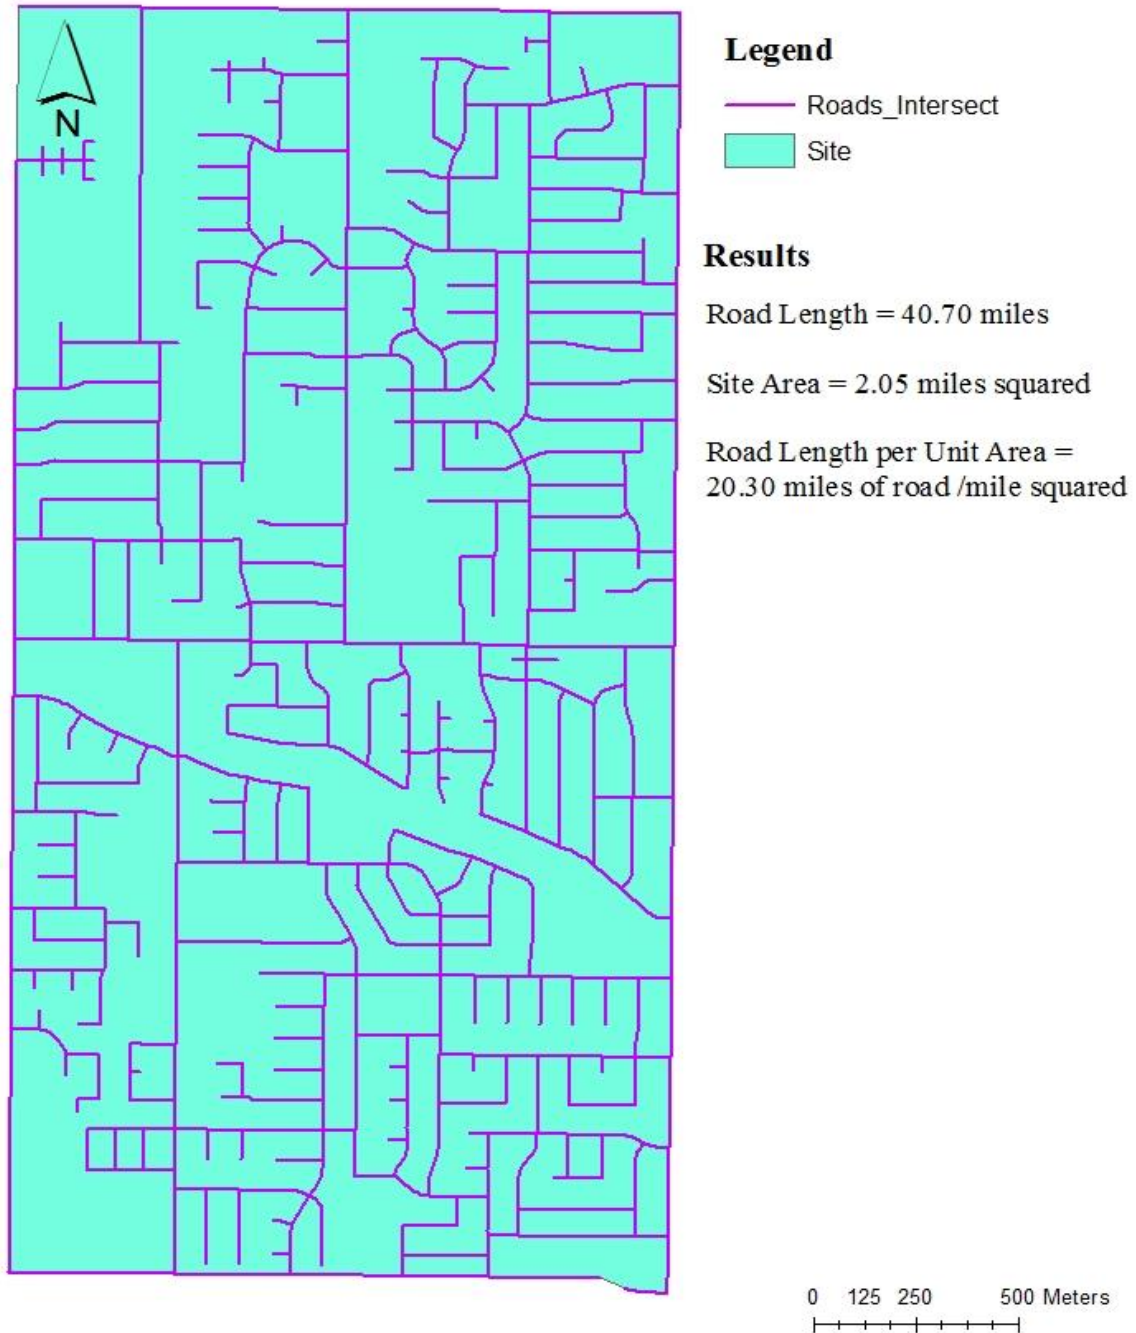 N
Legend
Roads_Intersect
Site
Results
Road Length = 40.70 miles
Site Area = 2.05 miles squared
Road Length per Unit Area =
20.30 miles of road /mile squared
0 125 250 500 Meters